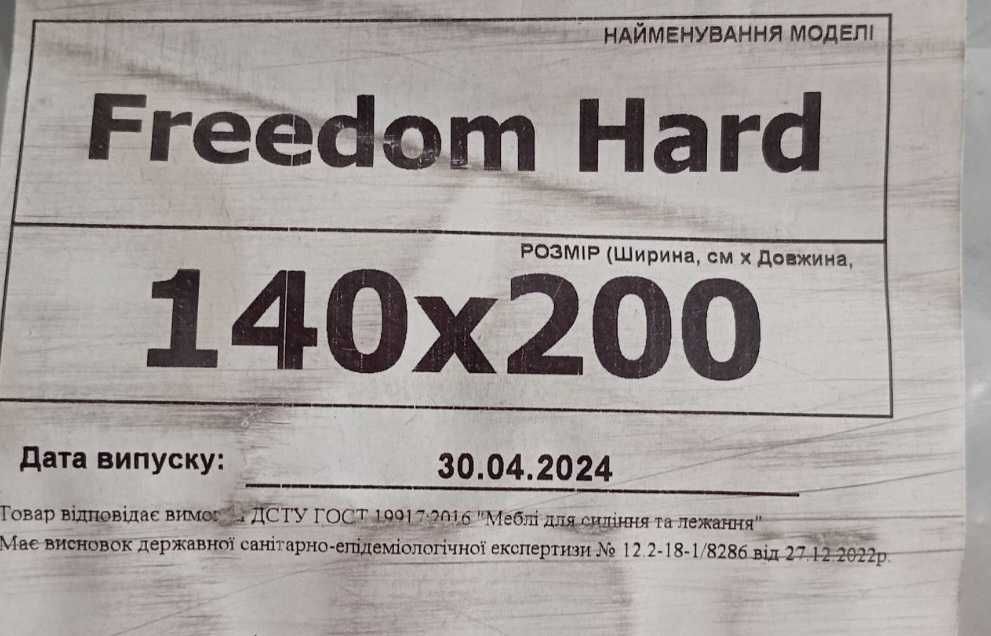 НАЙМЕНУВАННЯ МОДЕЛІ
Freedom Hard
РОЗМІР (Ширина, см х Довжина,
140x200
Дата випуску: 30.04.2024
Товар відповідає ДСТУ ГОСТ 19917:2016 "Меблі для сидіння та лежання"
Має висновок державної санітарно-епідеміологічної експертизи № 12.2-18-1/8286 від 27.12.2022р.